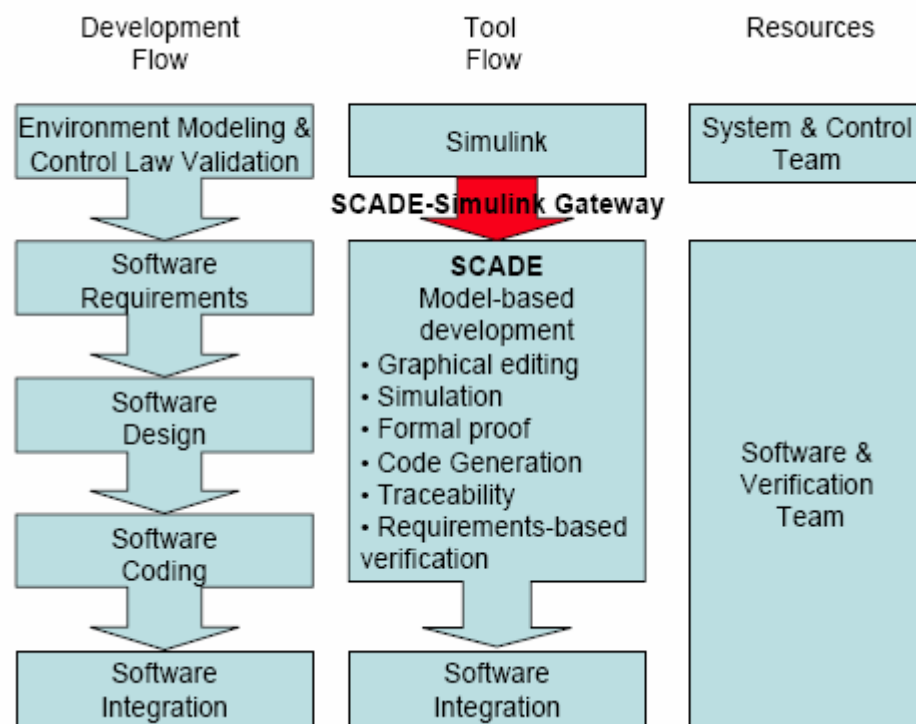 Development
Flow
Tool
Flow
Resources
Environment Modeling &
Control Law Validation
Simulink
System & Control
Team
SCADE-Simulink Gateway
Software
Requirements
SCADE
Model-based
development
• Graphical editing
• Simulation
• Formal proof
• Code Generation
• Traceability
• Requirements-based
verification
Software
Design
Software
Coding
Software &
Verification
Team
Software
Integration
Software
Integration